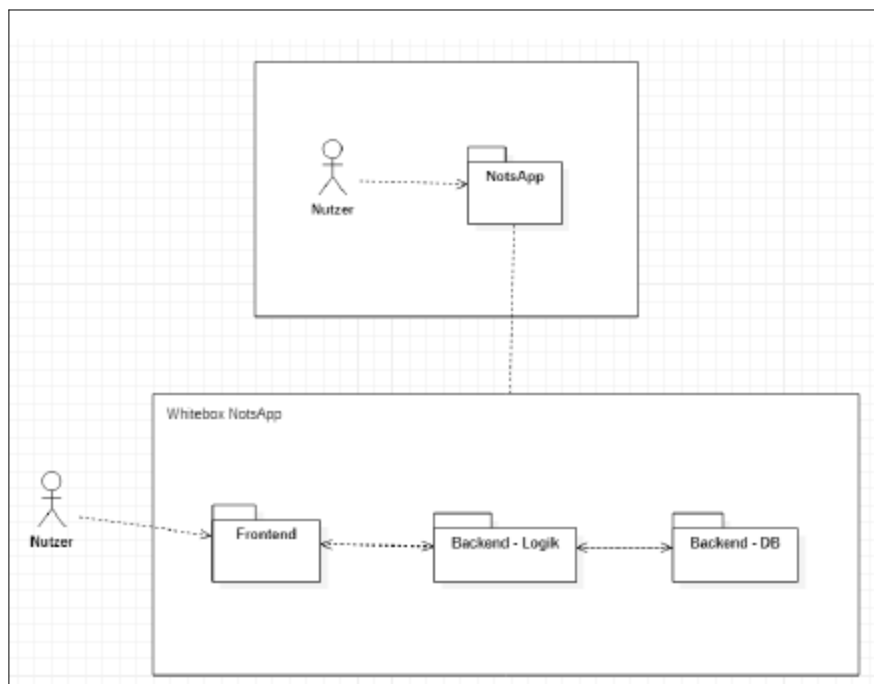 Nutzer
NotsApp
Whitebox NotsApp
Nutzer
Frontend
Backend - Logik
Backend - DB